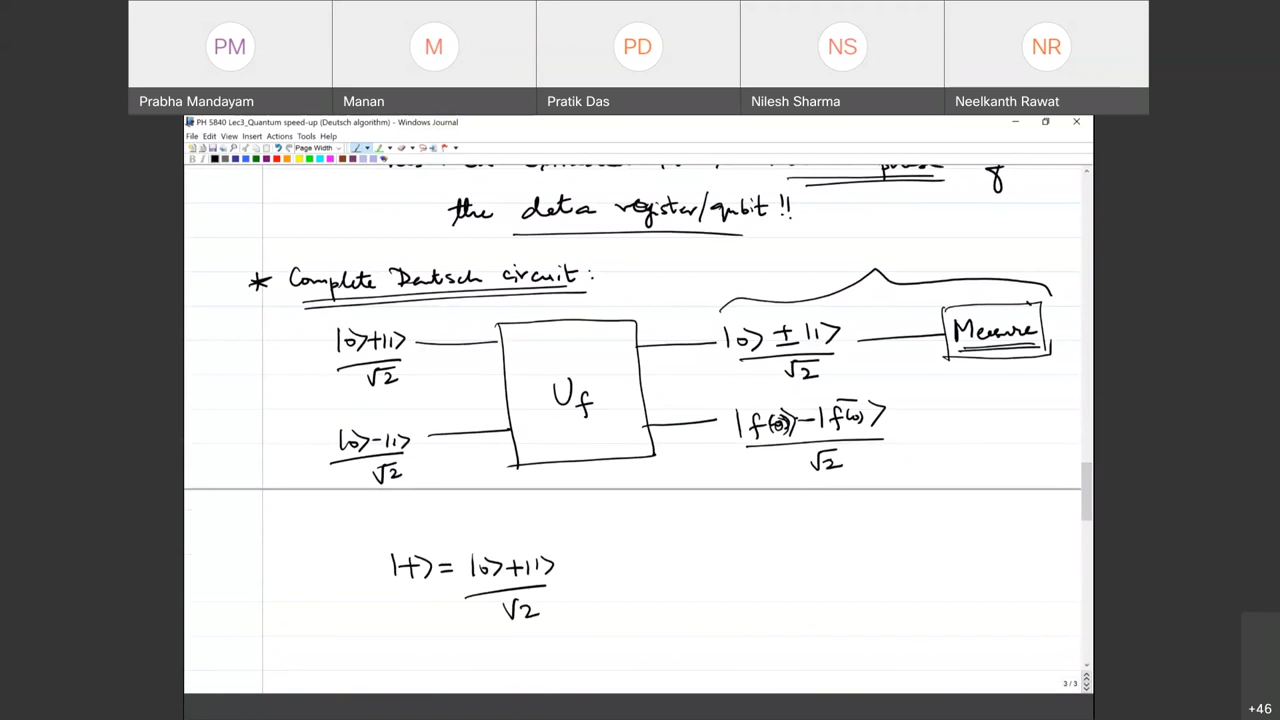 PM
M
PD
NS
NR
Prabha Mandayam
Manan
Pratik Das
Nilesh Sharma
Neelkanth Rawat
PH 5840 Lec3_Quantum speed-up (Deutsch algorithm) - Windows Journal
File Edit View Insert Actions Tools Help
Page Width
the data register/qubit !!
* Complete Deutsch circuit :
|0>+|1> / √2
U_f
|0> ± |1> / √2
Measure
|0>-|1> / √2
|f(0)> - |f̅(0)> / √2
|+> = |0>+|1> / √2
3 / 3
+46